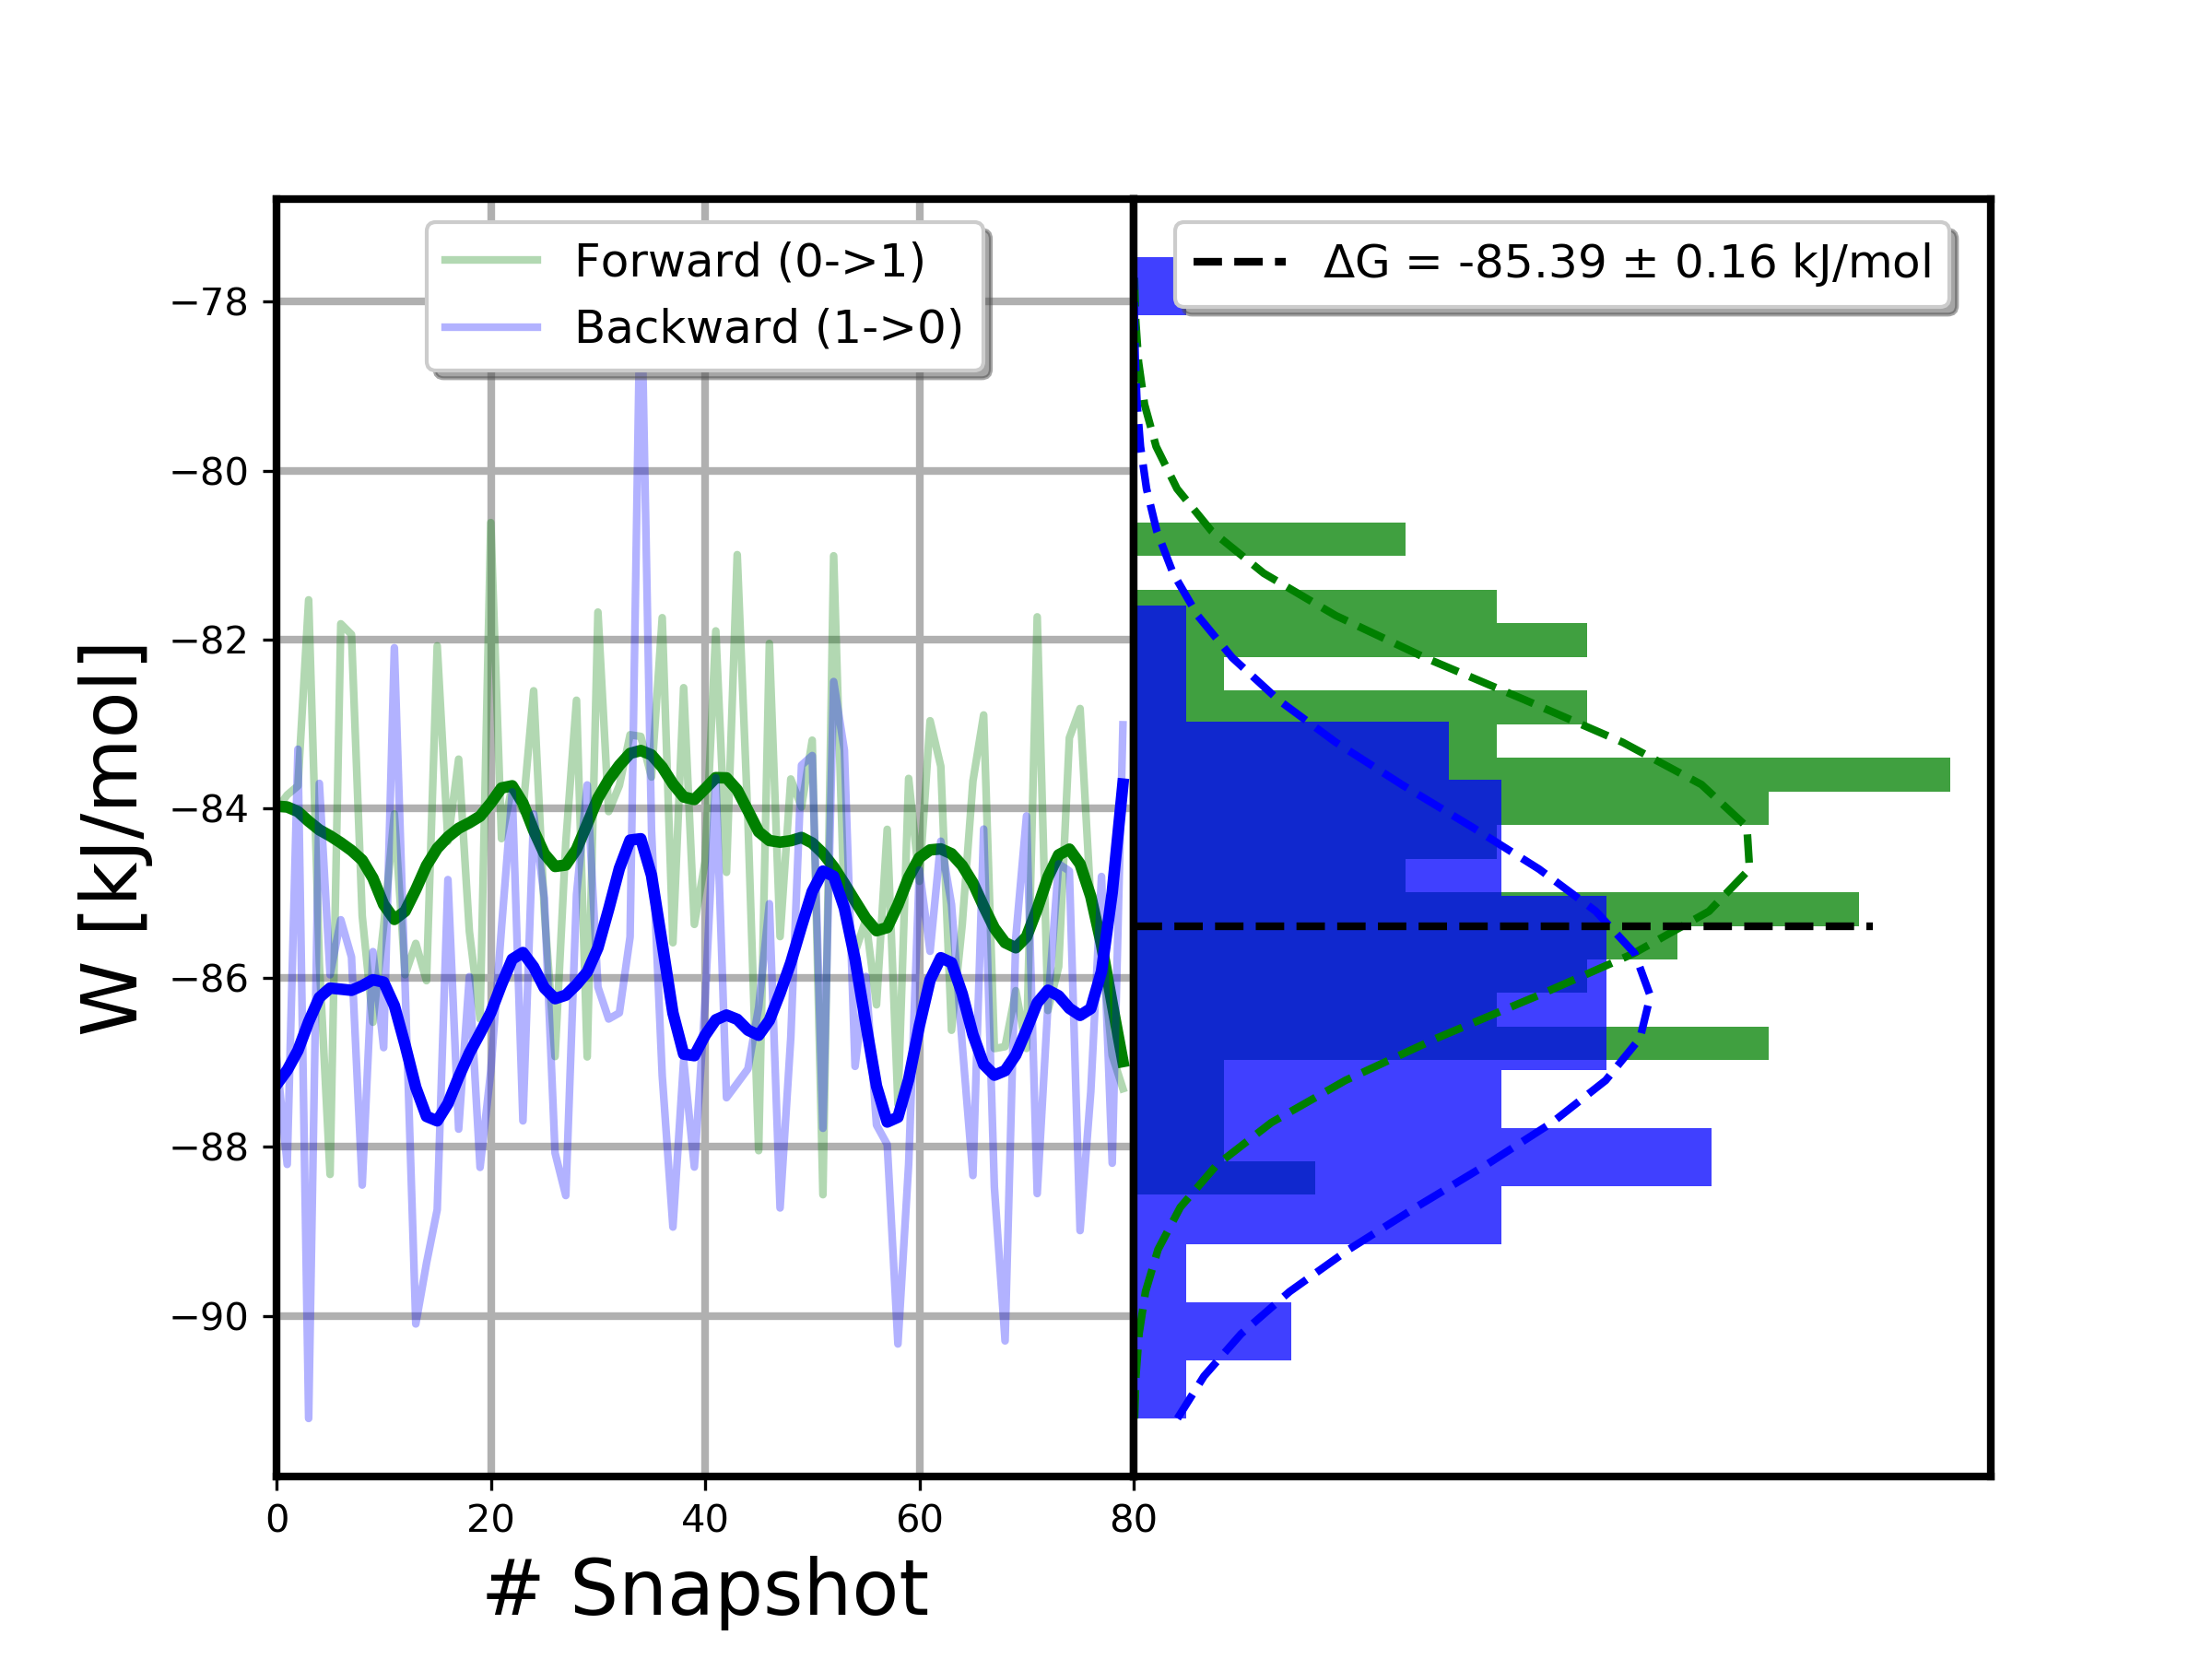 Forward (0->1)
Backward (1->0)
ΔG = -85.39 ± 0.16 kJ/mol
W [kJ/mol]
−78
−80
−82
−84
−86
−88
−90
0 20 40 60 80
# Snapshot